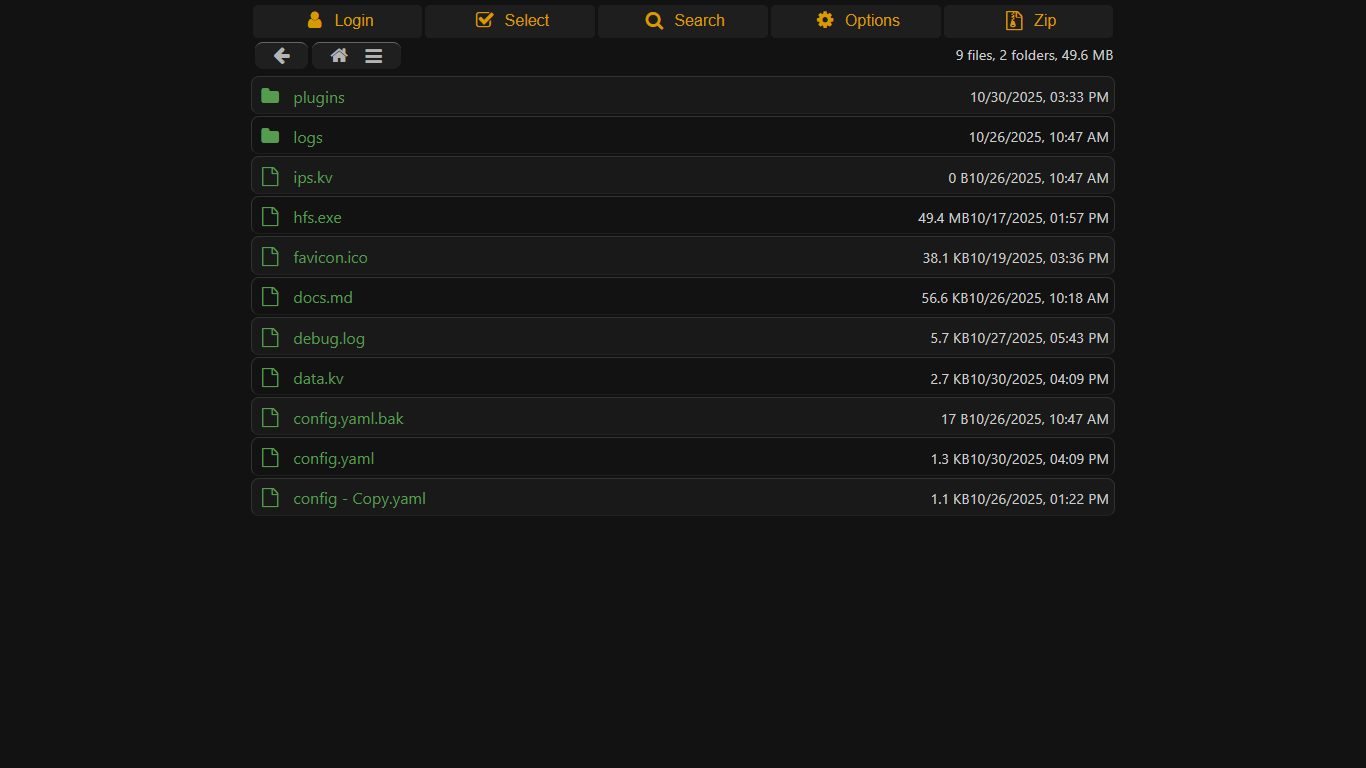 Login Select Search Options Zip
9 files, 2 folders, 49.6 MB
plugins 10/30/2025, 03:33 PM
logs 10/26/2025, 10:47 AM
ips.kv 0 B10/26/2025, 10:47 AM
hfs.exe 49.4 MB10/17/2025, 01:57 PM
favicon.ico 38.1 KB10/19/2025, 03:36 PM
docs.md 56.6 KB10/26/2025, 10:18 AM
debug.log 5.7 KB10/27/2025, 05:43 PM
data.kv 2.7 KB10/30/2025, 04:09 PM
config.yaml.bak 17 B10/26/2025, 10:47 AM
config.yaml 1.3 KB10/30/2025, 04:09 PM
config - Copy.yaml 1.1 KB10/26/2025, 01:22 PM